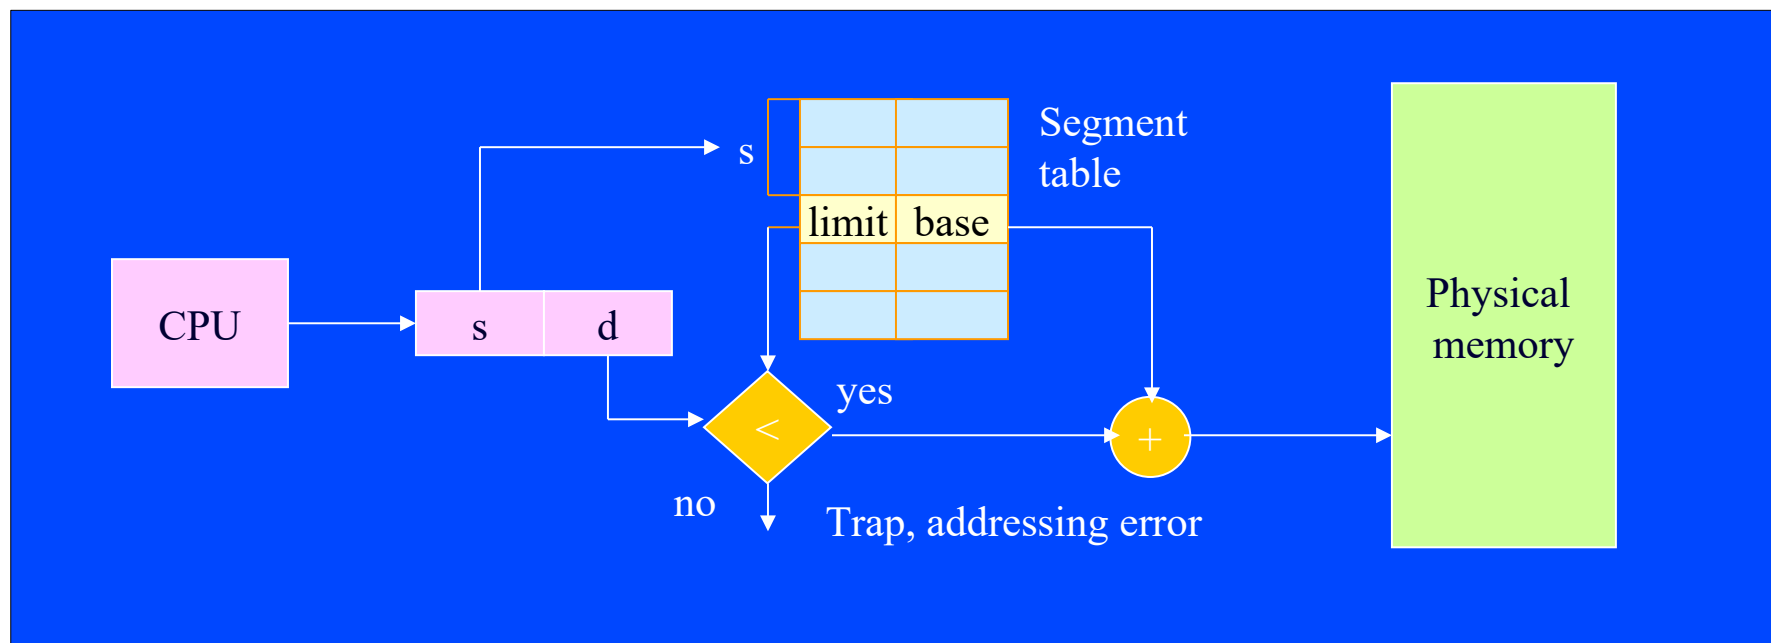 Segment
table
s
limit base
CPU
s d
Physical
memory
yes
<
+
no
Trap, addressing error